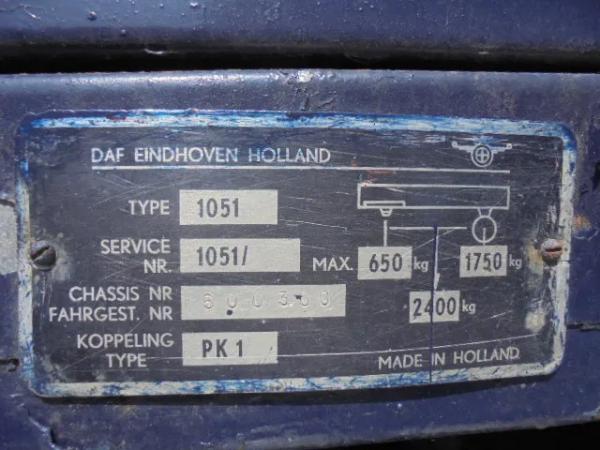 DAF EINDHOVEN HOLLAND
TYPE 1051
SERVICE NR. 1051/
MAX. 650 kg 1750 kg
CHASSIS NR
FAHRGEST. NR 600303
2400 kg
KOPPELING TYPE PK 1
MADE IN HOLLAND